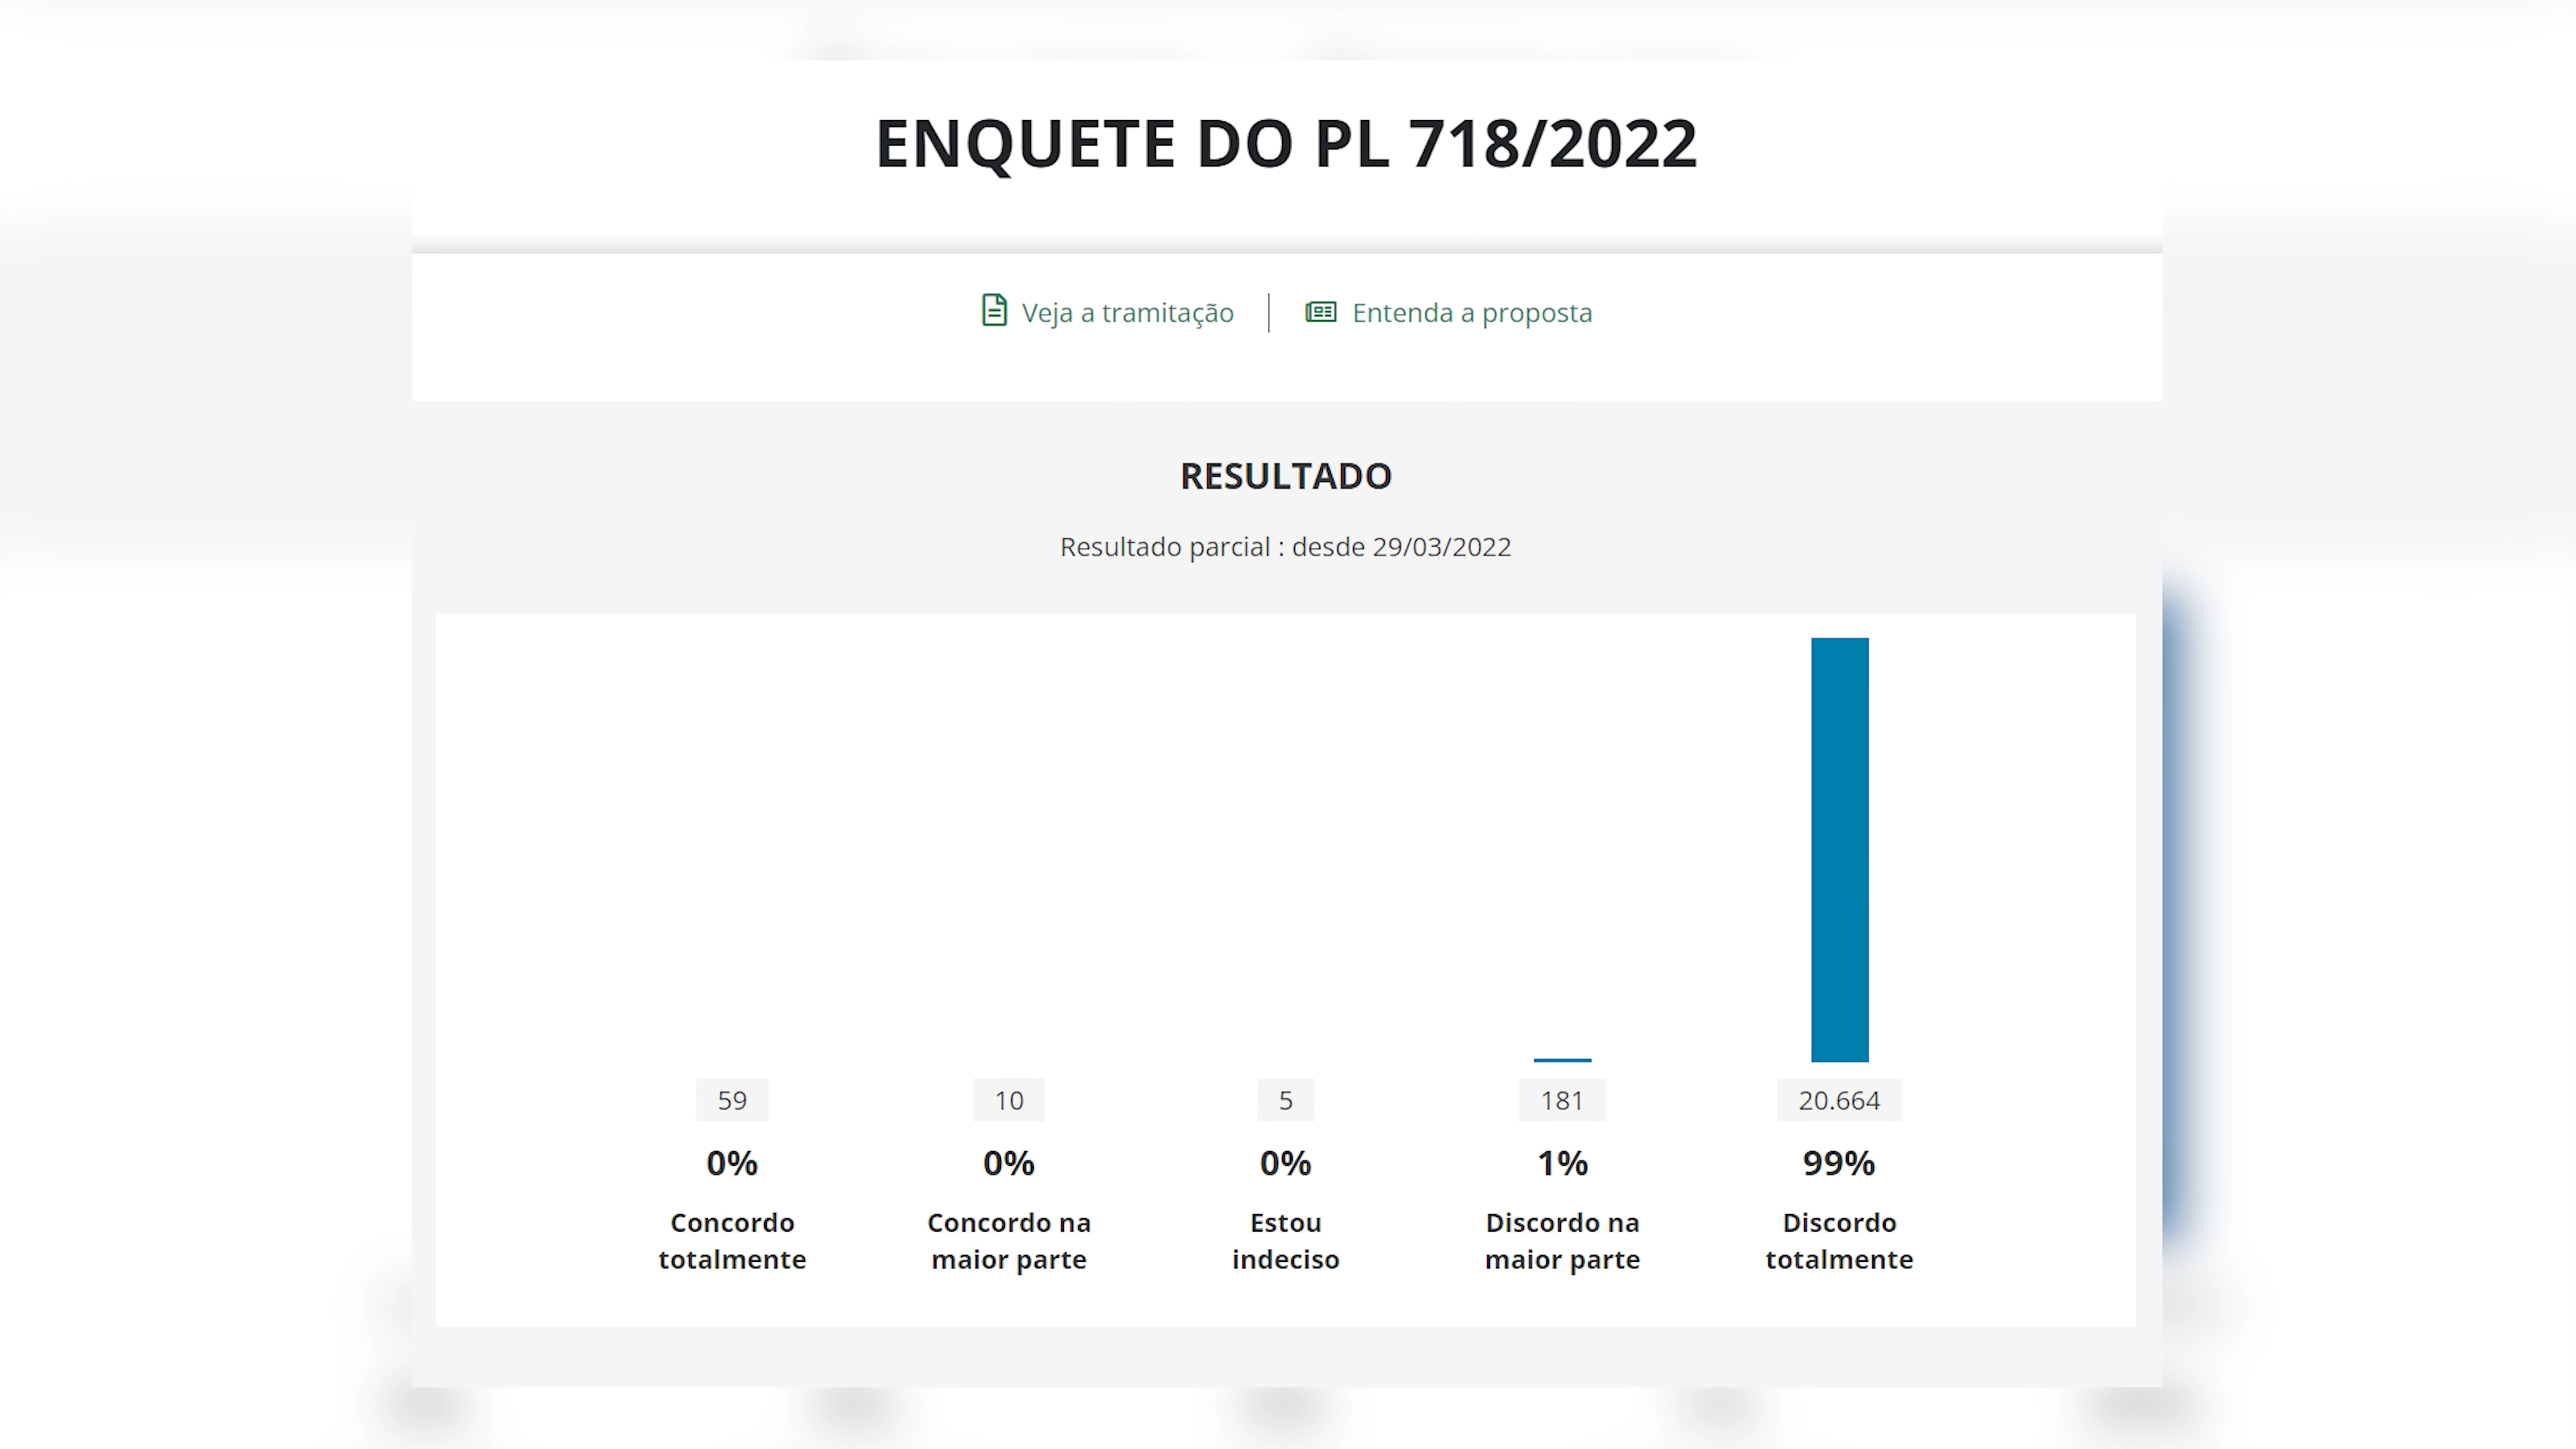 ENQUETE DO PL 718/2022
Veja a tramitação
Entenda a proposta
RESULTADO
Resultado parcial : desde 29/03/2022
59
10
5
181
20.664
0%
0%
0%
1%
99%
Concordo
totalmente
Concordo na
maior parte
Estou
indeciso
Discordo na
maior parte
Discordo
totalmente